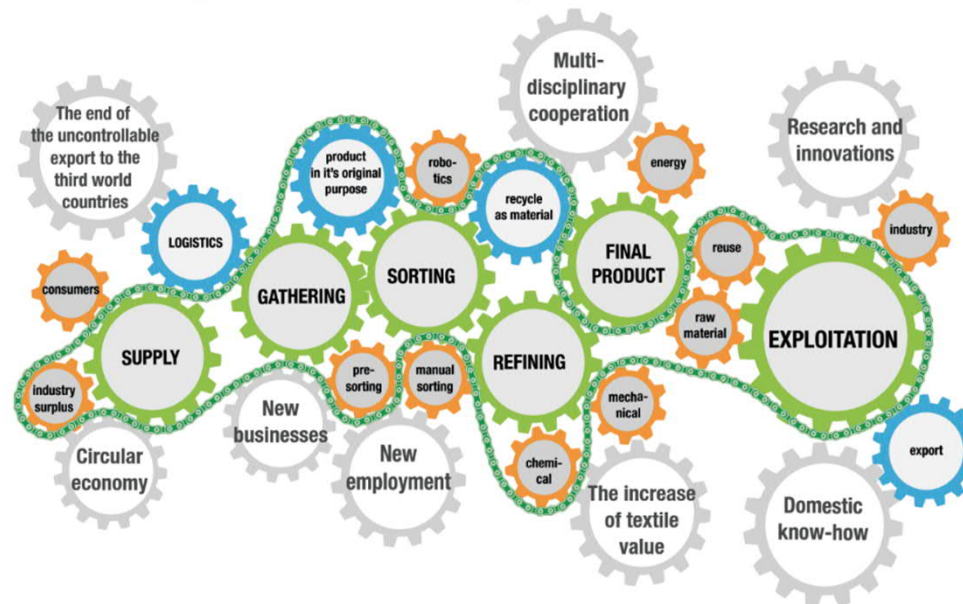 Multi-
disciplinary
cooperation
The end of
the uncontrollable
export to the
third world
countries
Research and
innovations
product
in it's original
purpose
robo-
tics
energy
recycle
as material
LOGISTICS
industry
reuse
FINAL
PRODUCT
SORTING
GATHERING
consumers
raw
material
EXPLOITATION
SUPPLY
REFINING
pre-
sorting
manual
sorting
industry
surplus
mecha-
nical
New
businesses
export
Circular
economy
New
employment
chemi-
cal
The increase
of textile
value
Domestic
know-how